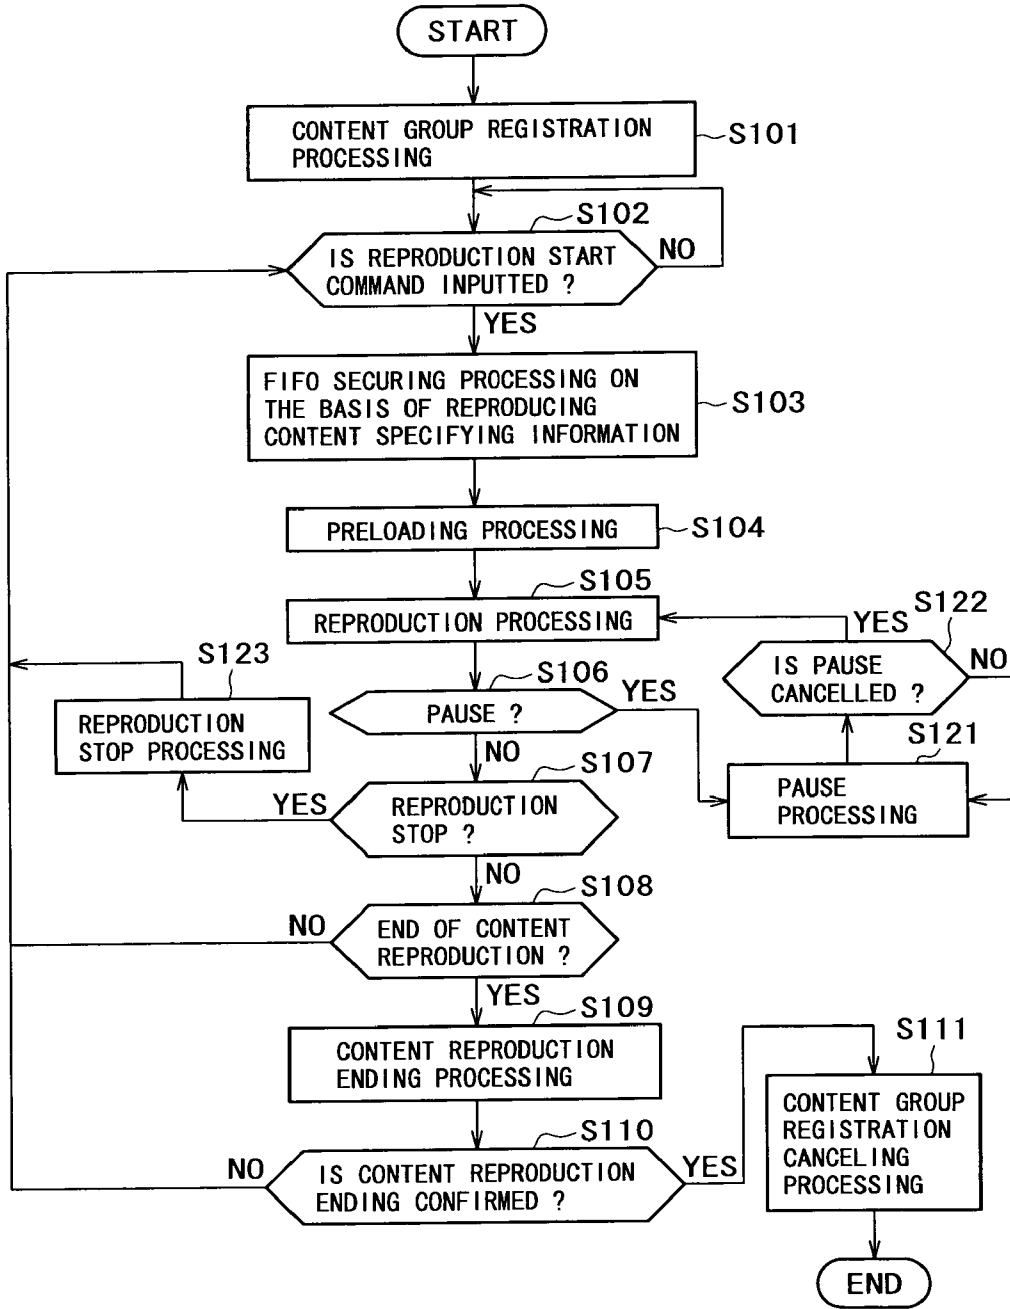 START
CONTENT GROUP REGISTRATION
PROCESSING
S101
S102
IS REPRODUCTION START
COMMAND INPUTTED ?
NO
YES
FIFO SECURING PROCESSING ON
THE BASIS OF REPRODUCING
CONTENT SPECIFYING INFORMATION
S103
PRELOADING PROCESSING
S104
S105
REPRODUCTION PROCESSING
S122
YES
IS PAUSE
CANCELLED ?
NO
S123
REPRODUCTION
STOP PROCESSING
S106
PAUSE ?
YES
NO
S121
PAUSE
PROCESSING
S107
REPRODUCTION
STOP ?
YES
NO
S108
END OF CONTENT
REPRODUCTION ?
NO
YES
S109
CONTENT REPRODUCTION
ENDING PROCESSING
S110
IS CONTENT REPRODUCTION
ENDING CONFIRMED ?
NO
YES
S111
CONTENT GROUP
REGISTRATION
CANCELING
PROCESSING
END